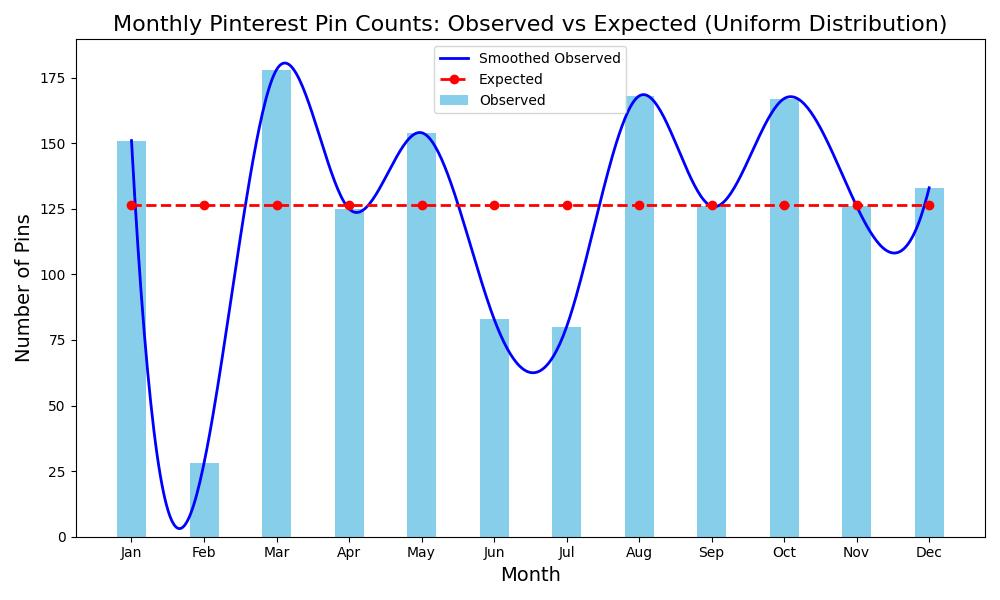 Monthly Pinterest Pin Counts: Observed vs Expected (Uniform Distribution)
Smoothed Observed
Expected
Observed
Number of Pins
175
150
125
100
75
50
25
0
Jan Feb Mar Apr May Jun Jul Aug Sep Oct Nov Dec
Month